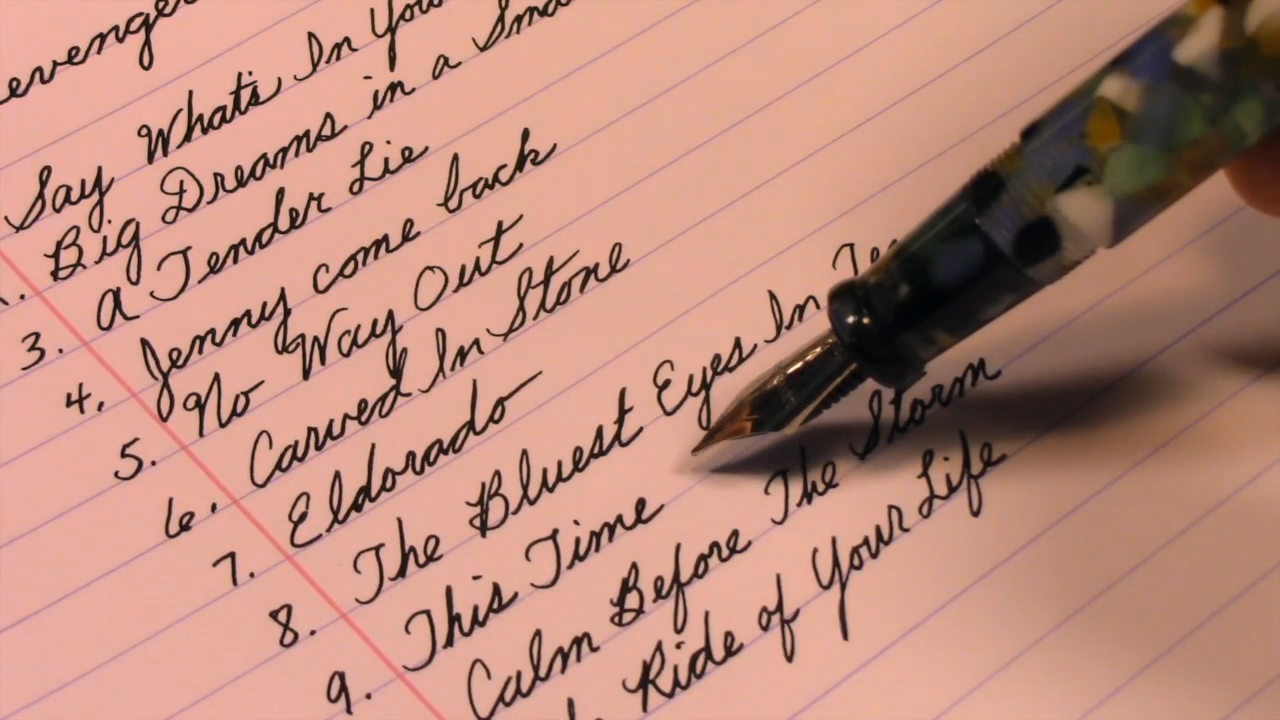 Say What's In
Big Dreams in a
3. A Tender Lie
4. Jenny come back
5. No Way Out
6. Carved In Stone
7. Eldorado
8. The Bluest Eyes In
9. This Time
Calm Before The Storm
Ride of Your Life